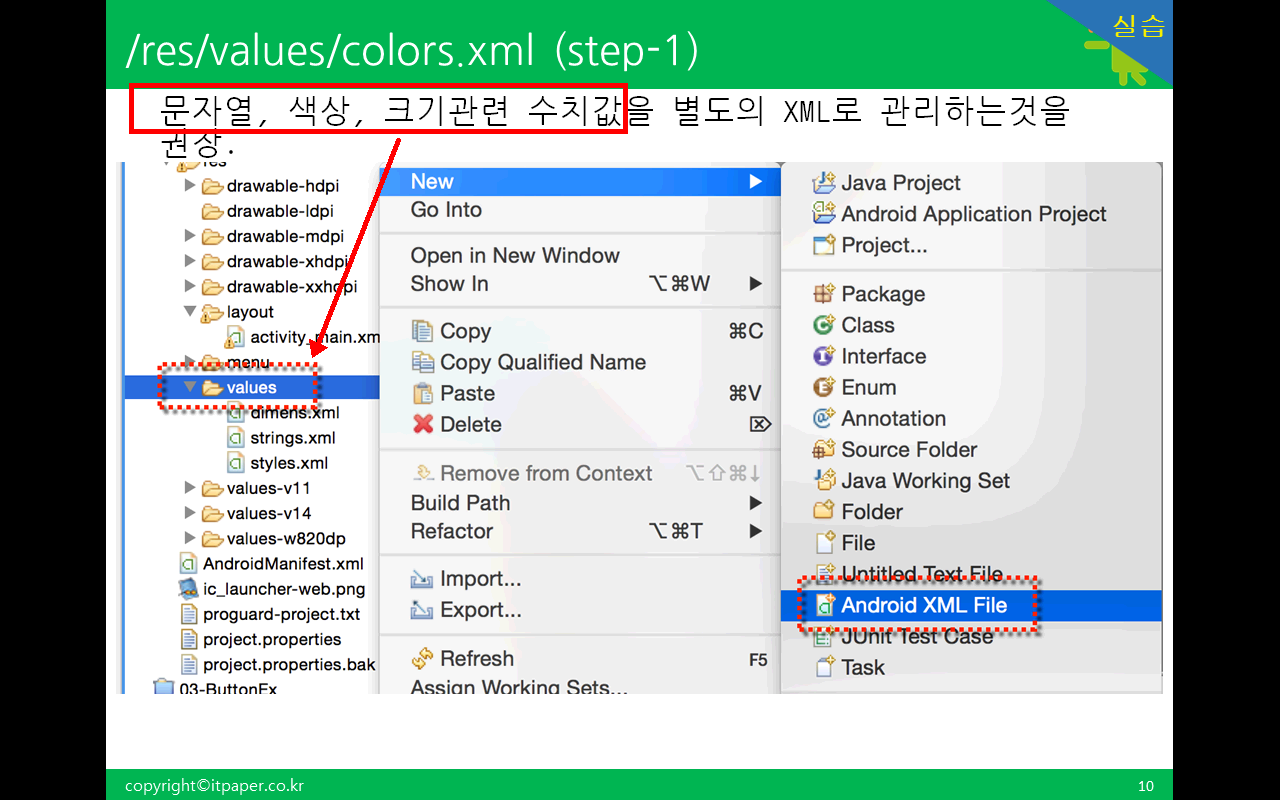 실습
/res/values/colors.xml (step-1)
문자열, 색상, 크기관련 수치값을 별도의 XML로 관리하는것을
권장.
res
drawable-hdpi
drawable-ldpi
drawable-mdpi
drawable-xhdpi
drawable-xxhdpi
layout
activity_main.xm
menu
values
dimens.xml
strings.xml
styles.xml
values-v11
values-v14
values-w820dp
AndroidManifest.xml
ic_launcher-web.png
proguard-project.txt
project.properties
project.properties.bak
03-ButtonEx
New
Go Into
Open in New Window
Show In ⌥⌘W
Copy ⌘C
Copy Qualified Name
Paste ⌘V
Delete ⌦
Remove from Context ⌥⇧⌘↓
Build Path
Refactor ⌥⌘T
Import...
Export...
Refresh F5
Assign Working Sets...
Java Project
Android Application Project
Project...
Package
Class
Interface
Enum
Annotation
Source Folder
Java Working Set
Folder
File
Untitled Text File
Android XML File
JUnit Test Case
Task
copyright©itpaper.co.kr
10